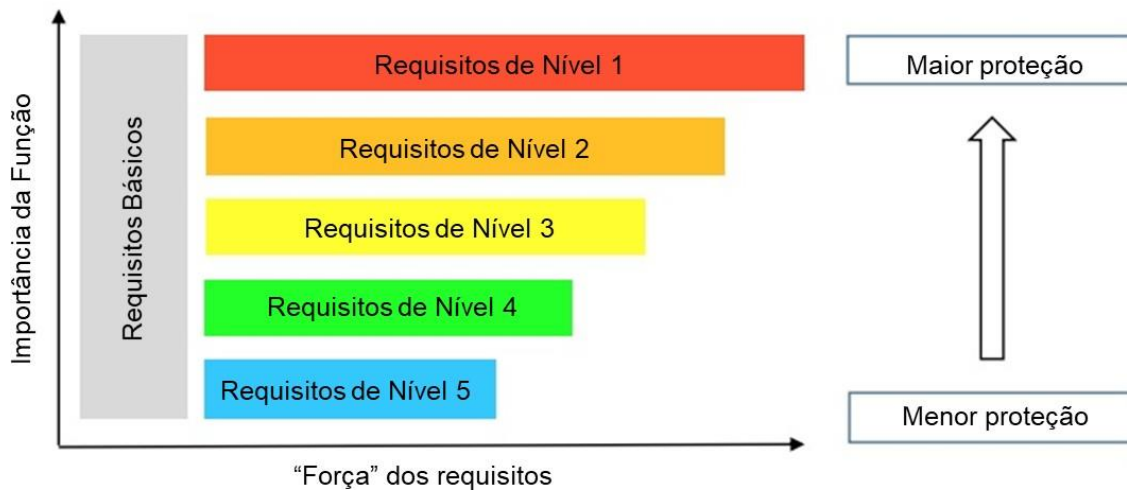 Importância da Função
Requisitos Básicos
Requisitos de Nível 1
Requisitos de Nível 2
Requisitos de Nível 3
Requisitos de Nível 4
Requisitos de Nível 5
“Força” dos requisitos
Maior proteção
Menor proteção